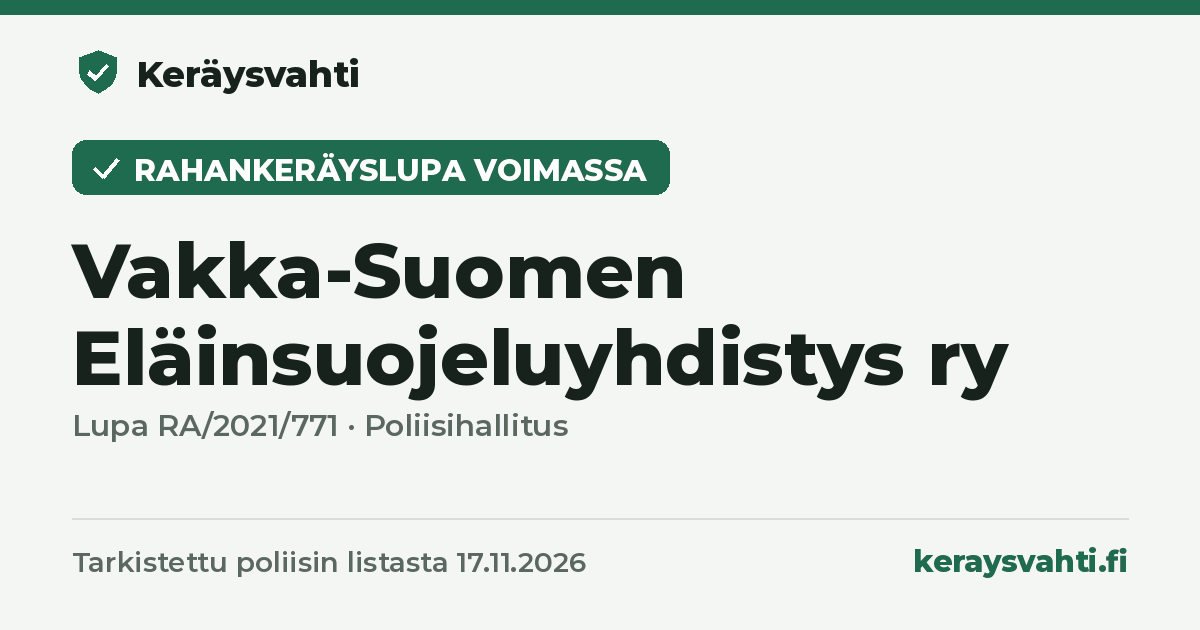 Keräysvahti
RAHANKERÄYSLUPA VOIMASSA
Vakka-Suomen
Eläinsuojeluyhdistys ry
Lupa RA/2021/771 · Poliisihallitus
Tarkistettu poliisin listasta 17.11.2026
keraysvahti.fi